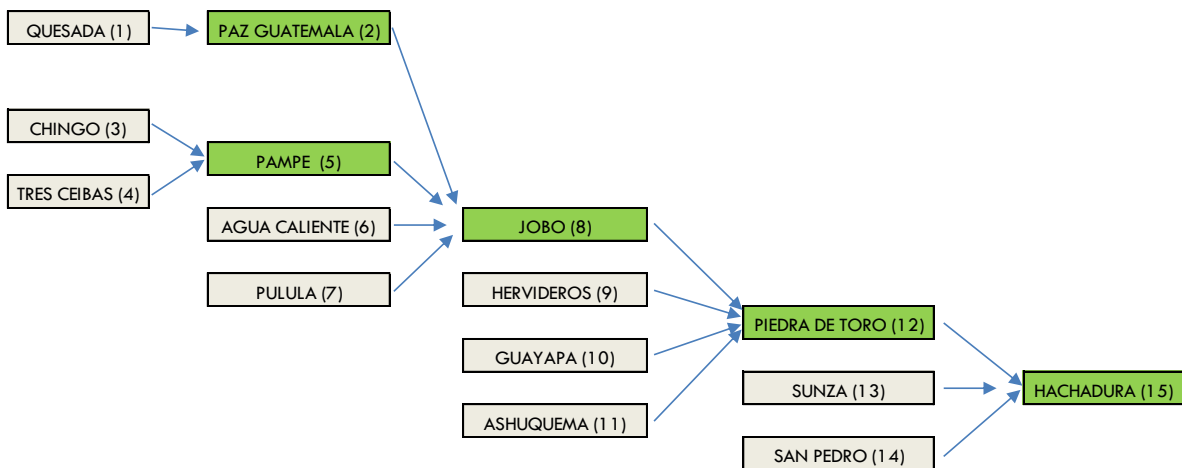 QUESADA (1)
PAZ GUATEMALA (2)
CHINGO (3)
PAMPE (5)
TRES CEIBAS (4)
AGUA CALIENTE (6)
JOBO (8)
PULULA (7)
HERVIDEROS (9)
PIEDRA DE TORO (12)
GUAYAPA (10)
SUNZA (13)
HACHADURA (15)
ASHUQUEMA (11)
SAN PEDRO (14)